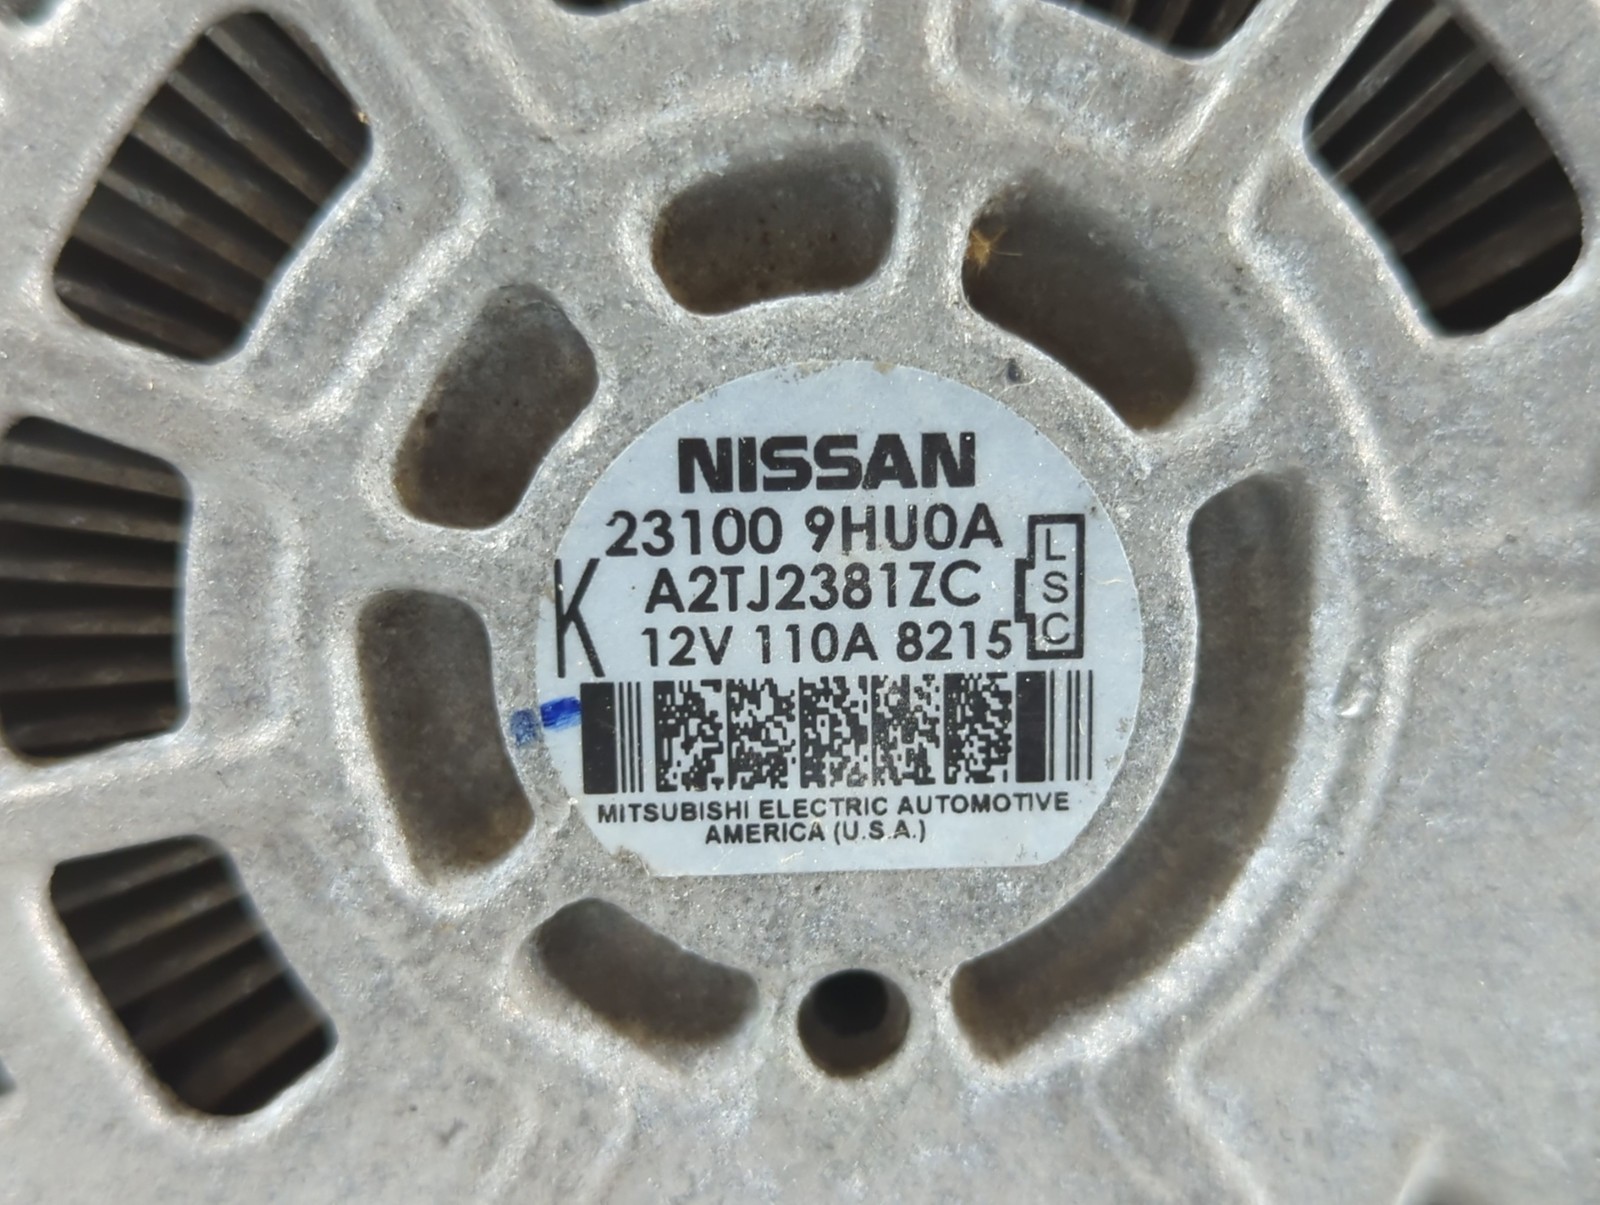 NISSAN
23100 9HU0A
K A2TJ2381ZC
12V 110A 8215
L
S
C
MITSUBISHI ELECTRIC AUTOMOTIVE
AMERICA (U.S.A.)